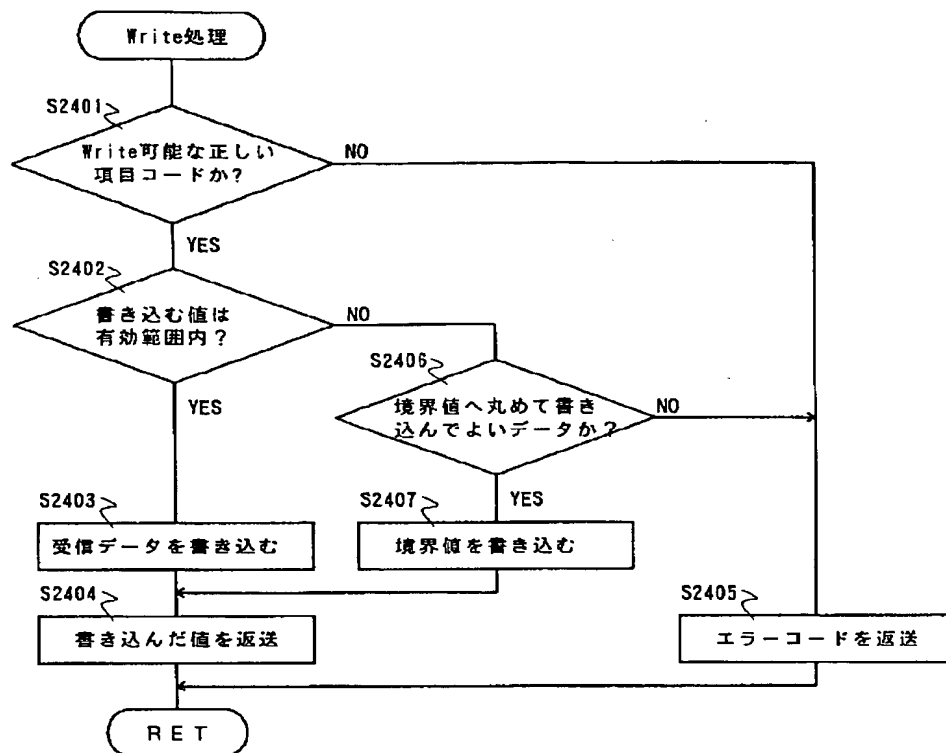 Write処理
S2401
Write可能な正しい
項目コードか?
NO
YES
S2402
書き込む値は
有効範囲内?
NO
YES
S2406
境界値へ丸めて書き
込んでよいデータか?
NO
YES
S2403
受信データを書き込む
S2407
境界値を書き込む
S2404
書き込んだ値を返送
S2405
エラーコードを返送
RET